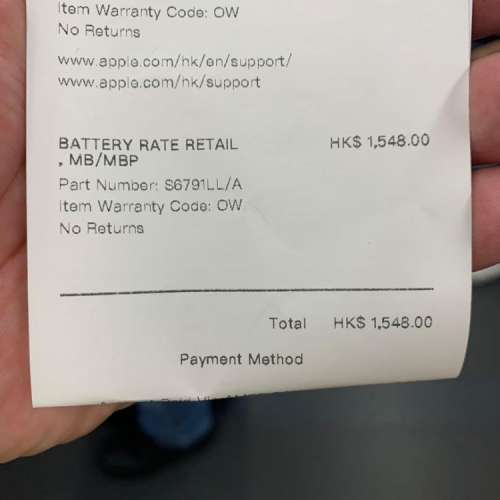 Item Warranty Code: OW
No Returns
www.apple.com/hk/en/support/
www.apple.com/hk/support
BATTERY RATE RETAIL HK$ 1,548.00
, MB/MBP
Part Number: S6791LL/A
Item Warranty Code: OW
No Returns
Total HK$ 1,548.00
Payment Method